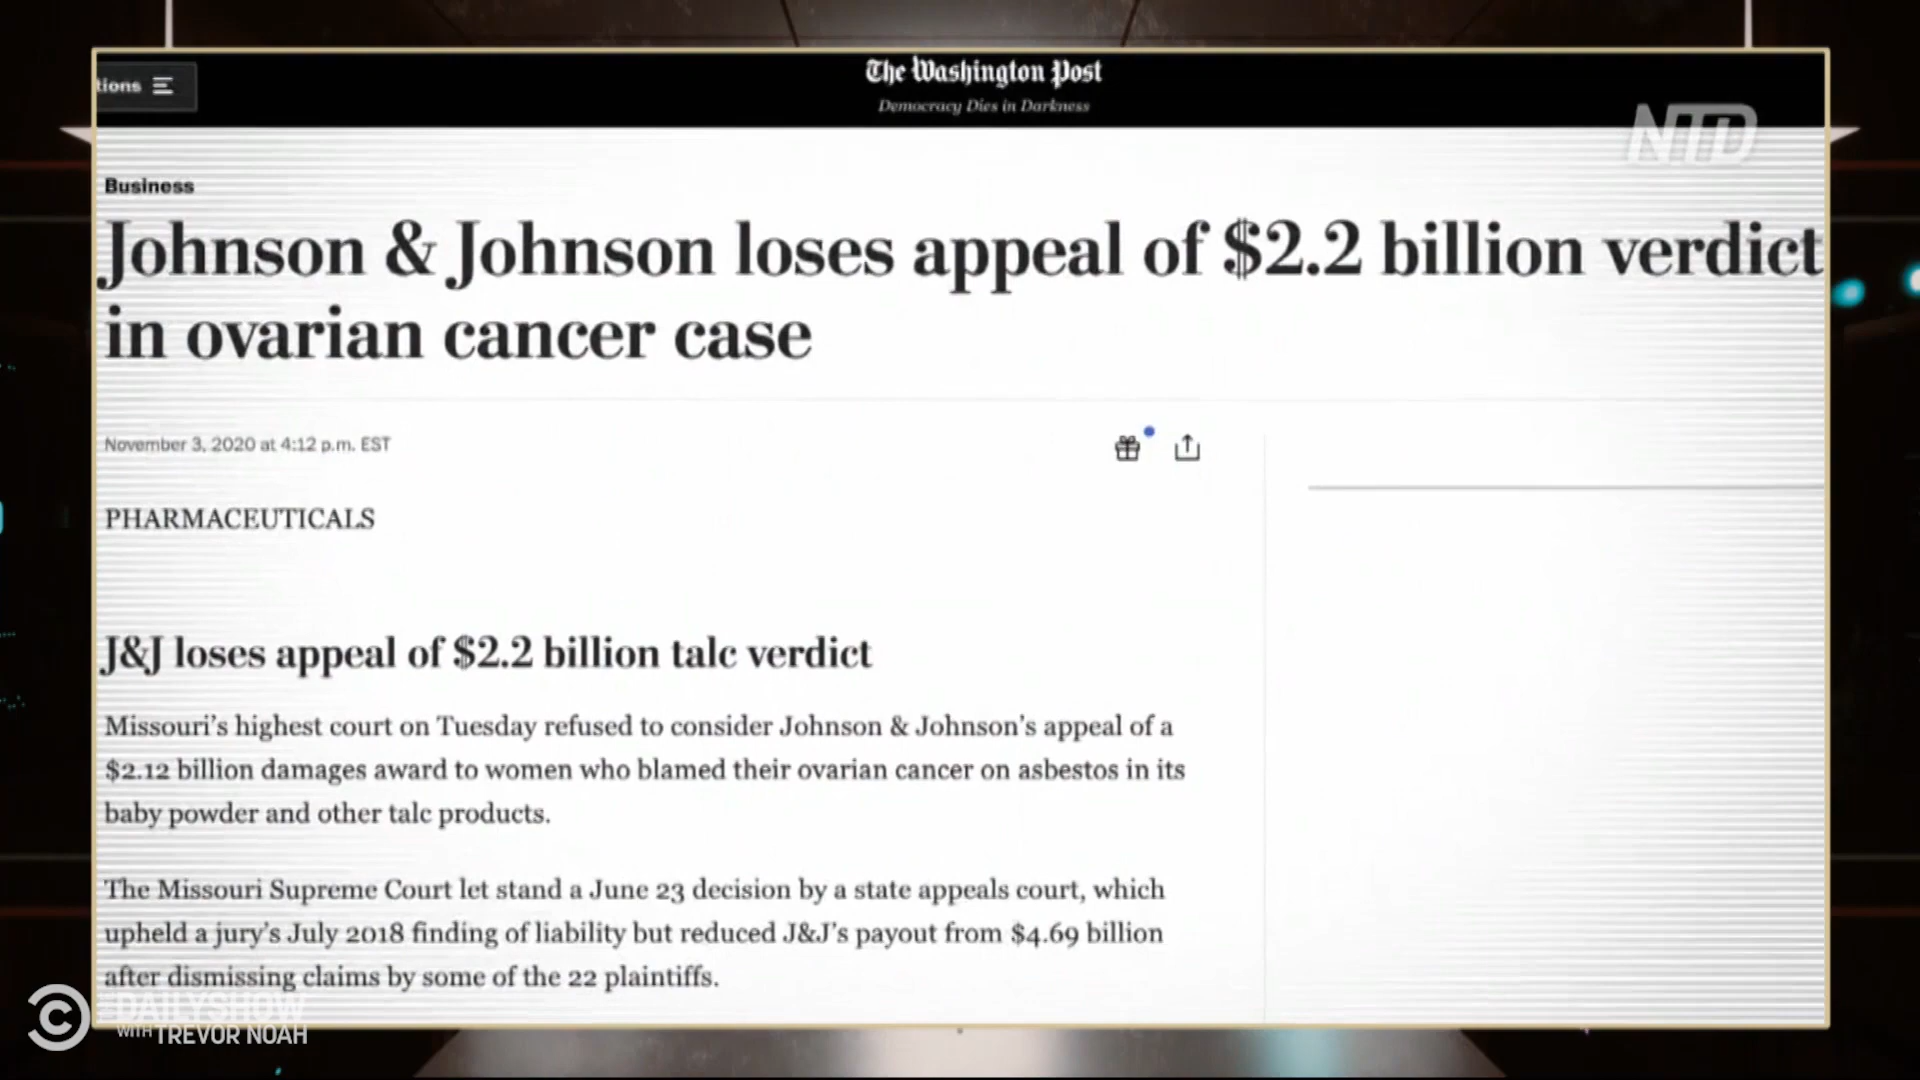 tions
The Washington Post
Democracy Dies in Darkness
NTD
Business
Johnson & Johnson loses appeal of $2.2 billion verdict
in ovarian cancer case
November 3, 2020 at 4:12 p.m. EST
PHARMACEUTICALS
J&J loses appeal of $2.2 billion talc verdict
Missouri's highest court on Tuesday refused to consider Johnson & Johnson's appeal of a
$2.12 billion damages award to women who blamed their ovarian cancer on asbestos in its
baby powder and other talc products.
The Missouri Supreme Court let stand a June 23 decision by a state appeals court, which
upheld a jury's July 2018 finding of liability but reduced J&J's payout from $4.69 billion
after dismissing claims by some of the 22 plaintiffs.
THE DAILY SHOW
WITH TREVOR NOAH